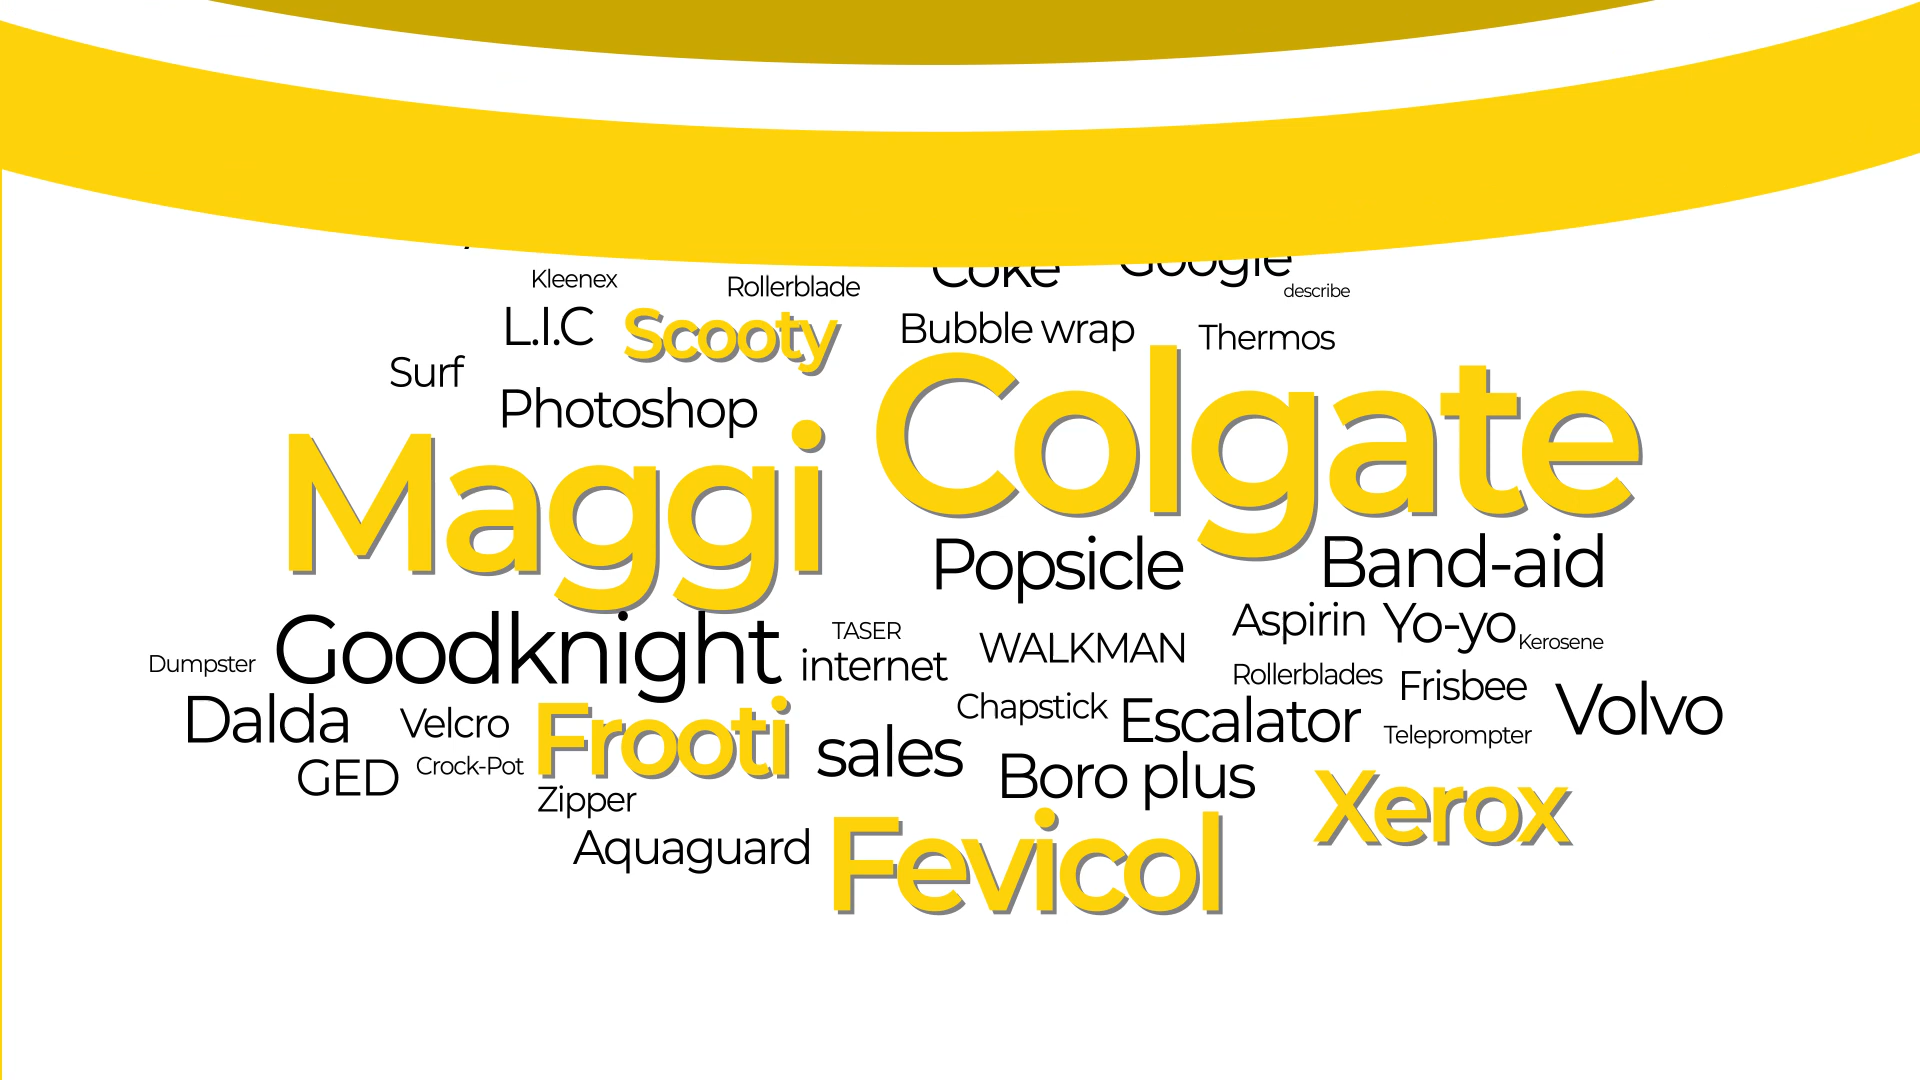 Coke
Google
Kleenex
Rollerblade
describe
L.I.C
Scooty
Bubble wrap
Thermos
Surf
Photoshop
Colgate
Maggi
Popsicle
Band-aid
Goodknight
TASER
internet
WALKMAN
Aspirin
Yo-yo
Kerosene
Dumpster
Rollerblades
Frisbee
Dalda
Velcro
Frooti
sales
Chapstick
Escalator
Teleprompter
Volvo
GED
Crock-Pot
Zipper
Boro plus
Xerox
Aquaguard
Fevicol